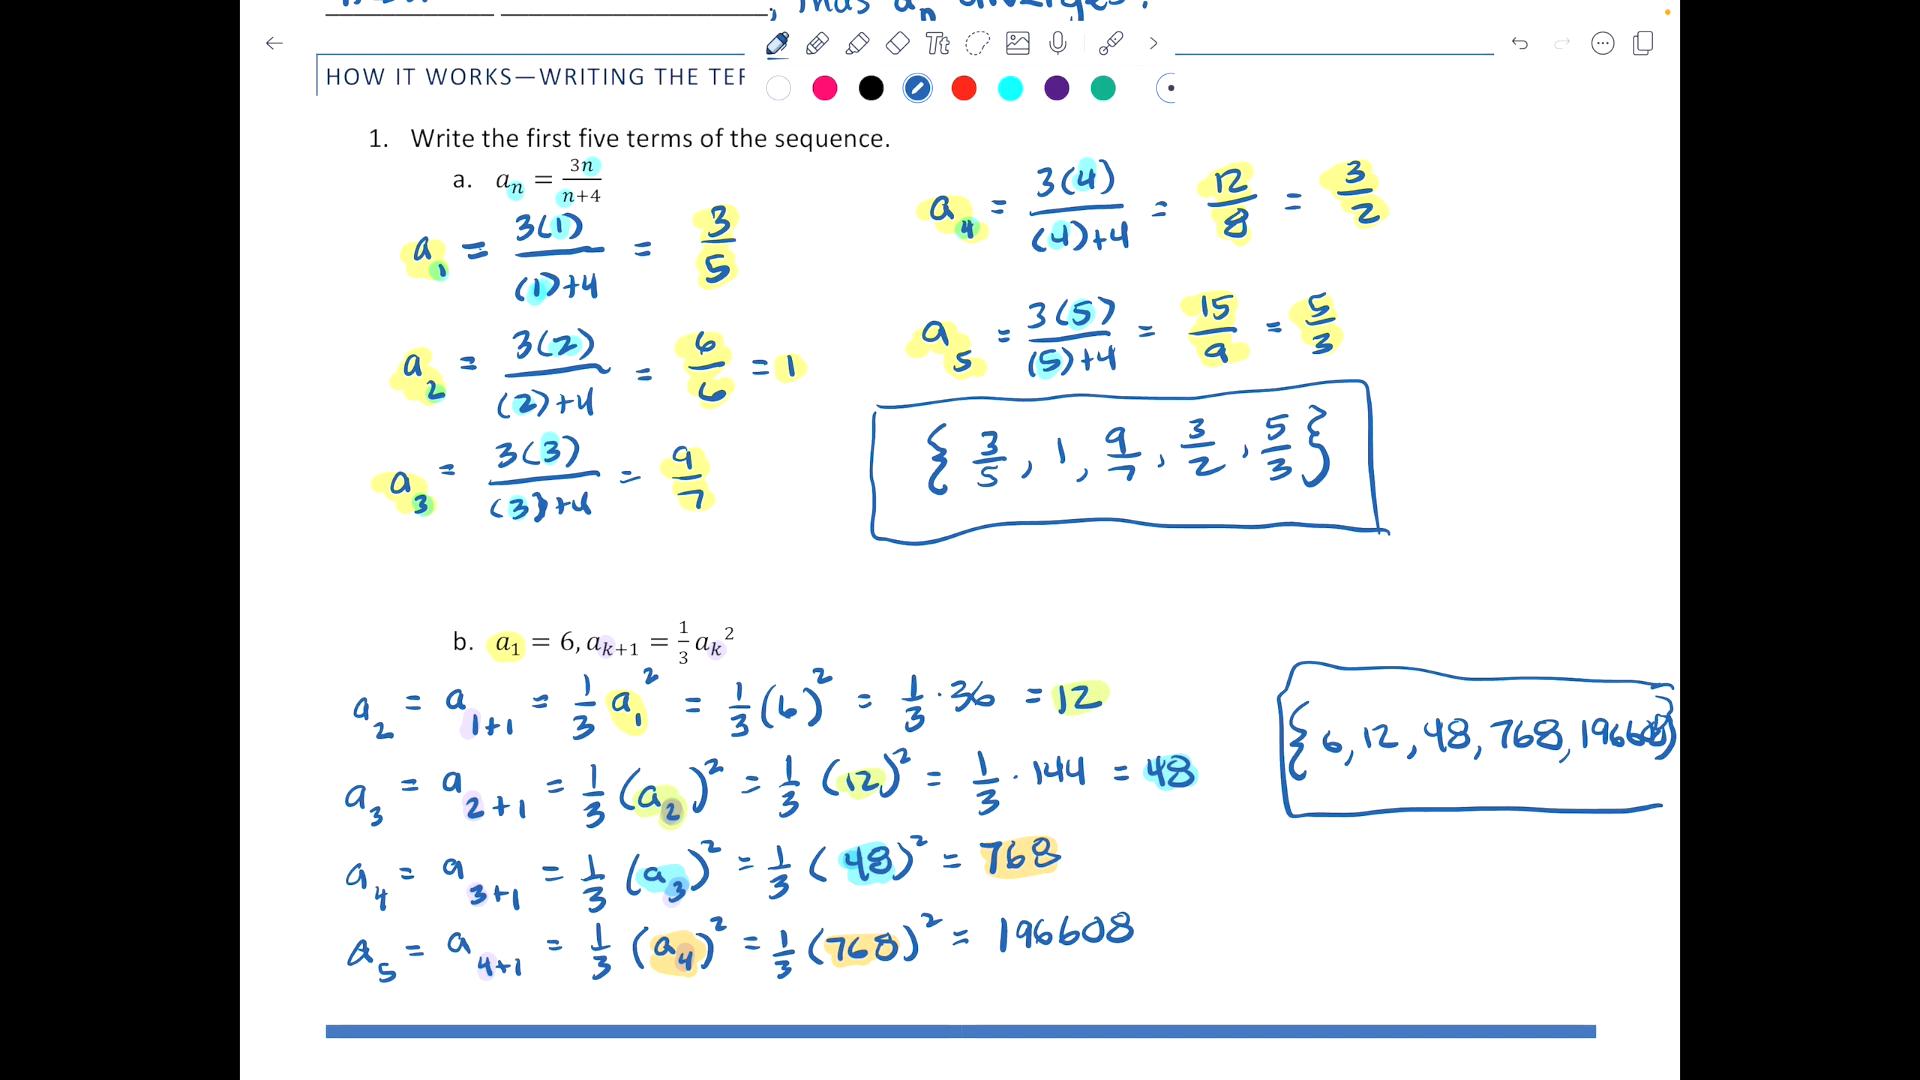 , thus aₙ diverges.
HOW IT WORKS—WRITING THE TER
1. Write the first five terms of the sequence.
a. aₙ = 3n/(n+4)
a₁ = 3(1)/((1)+4) = 3/5
a₂ = 3(2)/((2)+4) = 6/6 = 1
a₃ = 3(3)/((3)+4) = 9/7
a₄ = 3(4)/((4)+4) = 12/8 = 3/2
a₅ = 3(5)/((5)+4) = 15/9 = 5/3
{ 3/5, 1, 9/7, 3/2, 5/3 }
b. a₁ = 6, aₖ₊₁ = 1/3 aₖ²
a₂ = a₁₊₁ = 1/3 a₁² = 1/3 (6)² = 1/3 · 36 = 12
a₃ = a₂₊₁ = 1/3 (a₂)² = 1/3 (12)² = 1/3 · 144 = 48
a₄ = a₃₊₁ = 1/3 (a₃)² = 1/3 (48)² = 768
a₅ = a₄₊₁ = 1/3 (a₄)² = 1/3 (768)² = 196608
{ 6, 12, 48, 768, 196608 }